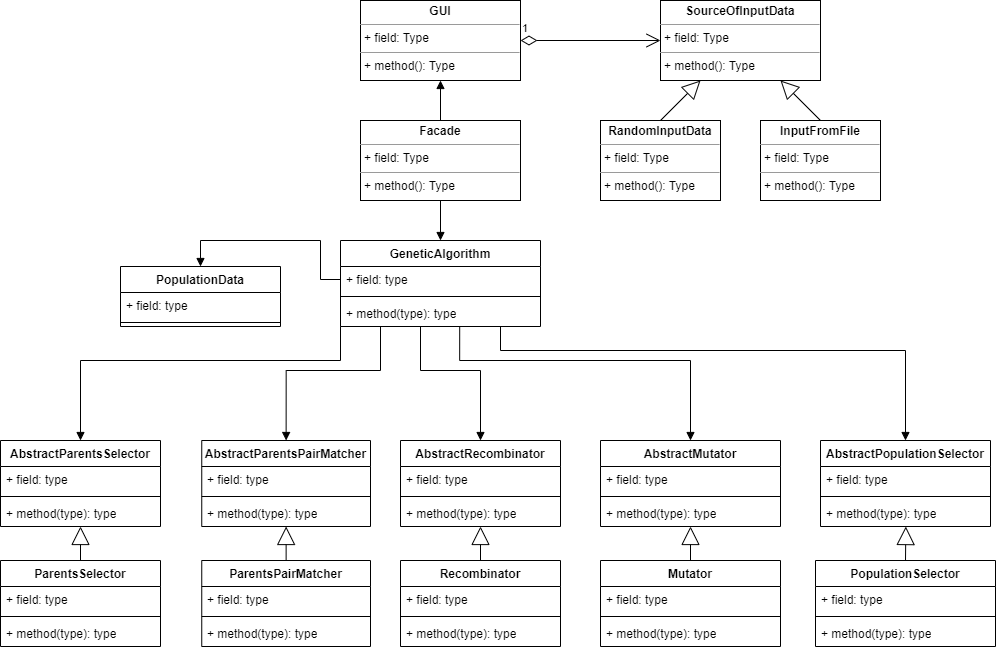 GUI
+ field: Type
+ method(): Type
1
SourceOfInputData
+ field: Type
+ method(): Type
Facade
+ field: Type
+ method(): Type
RandomInputData
+ field: Type
+ method(): Type
InputFromFile
+ field: Type
+ method(): Type
GeneticAlgorithm
+ field: type
+ method(type): type
PopulationData
+ field: type
AbstractParentsSelector
+ field: type
+ method(type): type
AbstractParentsPairMatcher
+ field: type
+ method(type): type
AbstractRecombinator
+ field: type
+ method(type): type
AbstractMutator
+ field: type
+ method(type): type
AbstractPopulationSelector
+ field: type
+ method(type): type
ParentsSelector
+ field: type
+ method(type): type
ParentsPairMatcher
+ field: type
+ method(type): type
Recombinator
+ field: type
+ method(type): type
Mutator
+ field: type
+ method(type): type
PopulationSelector
+ field: type
+ method(type): type